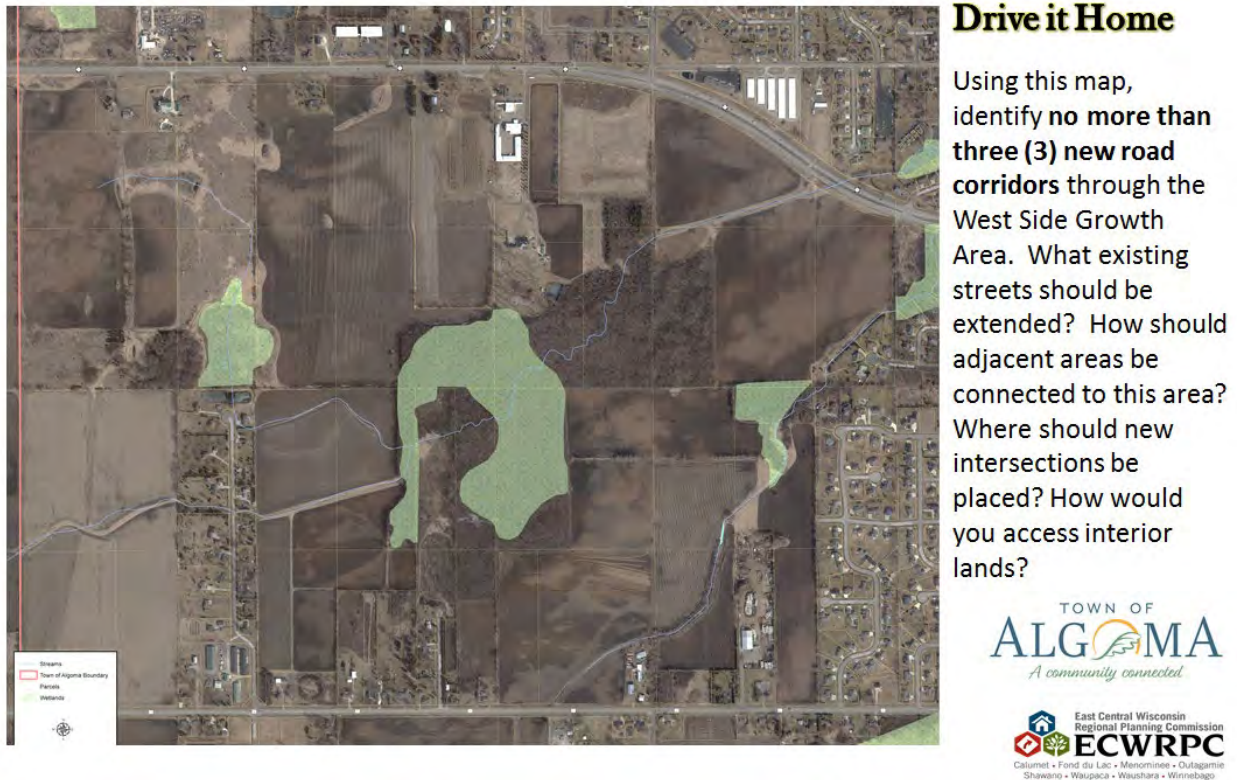 Drive it Home
Using this map,
identify no more than
three (3) new road
corridors through the
West Side Growth
Area. What existing
streets should be
extended? How should
adjacent areas be
connected to this area?
Where should new
intersections be
placed? How would
you access interior
lands?
Streams
Town of Algoma Boundary
Parcels
Wetlands
TOWN OF
ALGOMA
A community connected
East Central Wisconsin
Regional Planning Commission
ECWRPC
Calumet • Fond du Lac • Menominee • Outagamie
Shawano • Waupaca • Waushara • Winnebago